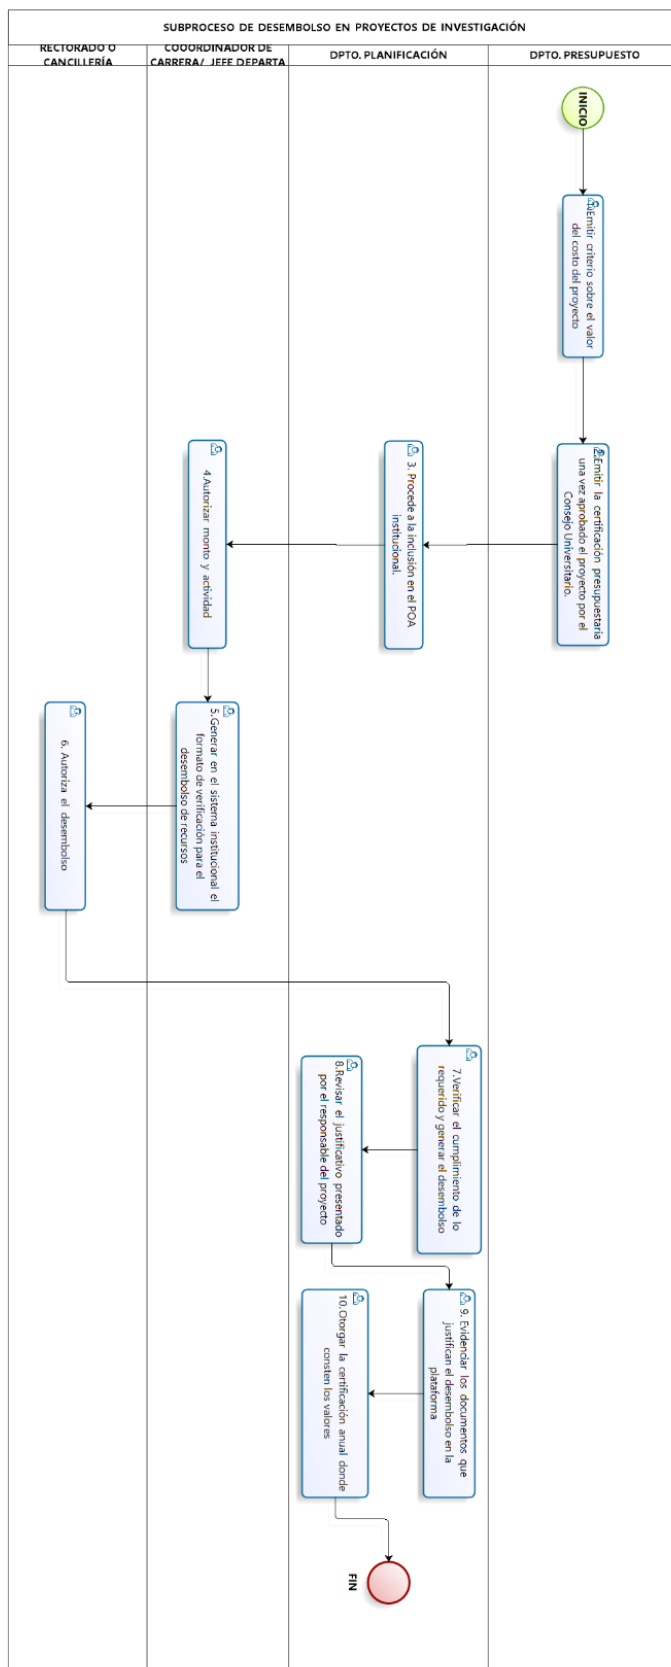 SUBPROCESO DE DESEMBOLSO EN PROYECTOS DE INVESTIGACIÓN
RECTORADO O
CANCILLERÍA
COOORDINADOR DE
CARRERA/ JEFE DEPARTA
DPTO. PLANIFICACIÓN
DPTO. PRESUPUESTO
INICIO
1.Emitir criterio sobre el valor
del costo del proyecto
2.Emitir la certificación presupuestaria
una vez aprobado el proyecto por el
Consejo Universitario.
3. Procede a la inclusión en el POA
institucional.
4.Autorizar monto y actividad
5.Generar en el sistema institucional el
formato de verificación para el
desembolso de recursos
6. Autoriza el desembolso
7.Verificar el cumplimiento de lo
requerido y generar el desembolso
8.Revisar el justificativo presentado
por el responsable del proyecto
9. Evidenciar los documentos que
justifican el desembolso en la
plataforma
10.Otorgar la certificación anual donde
consten los valores
FIN